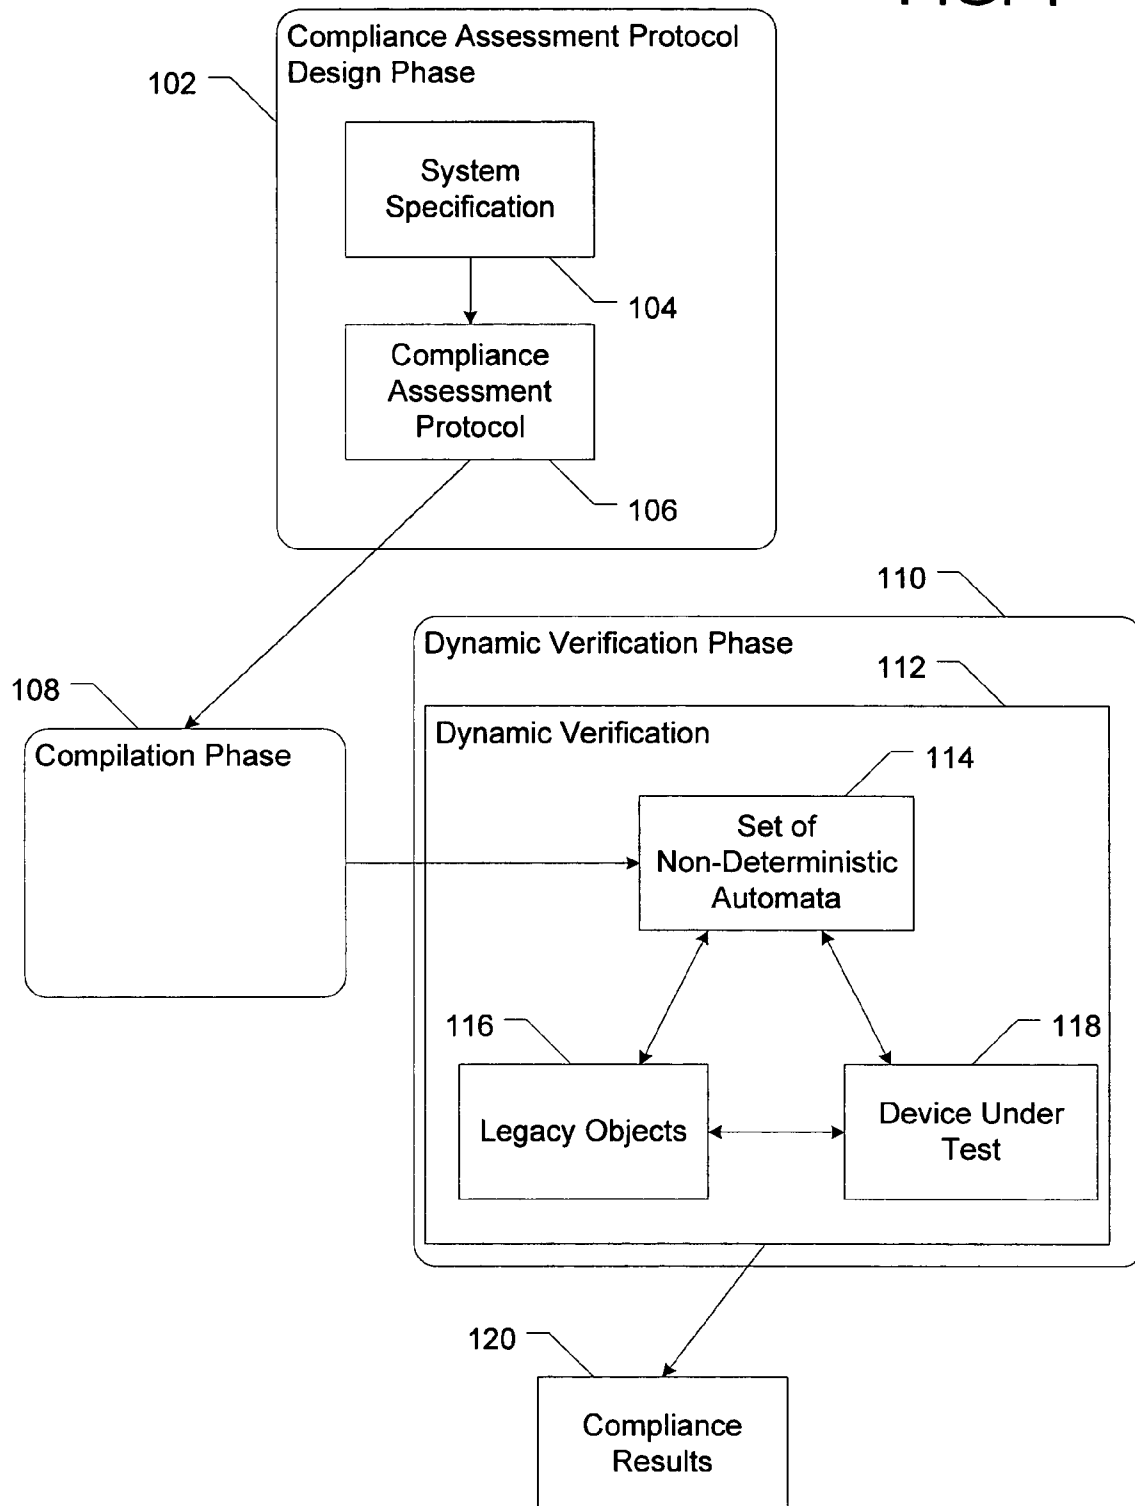 Compliance Assessment Protocol
Design Phase
102
System
Specification
104
Compliance
Assessment
Protocol
106
110
Dynamic Verification Phase
112
108
Compilation Phase
Dynamic Verification
114
Set of
Non-Deterministic
Automata
116
118
Legacy Objects
Device Under
Test
120
Compliance
Results